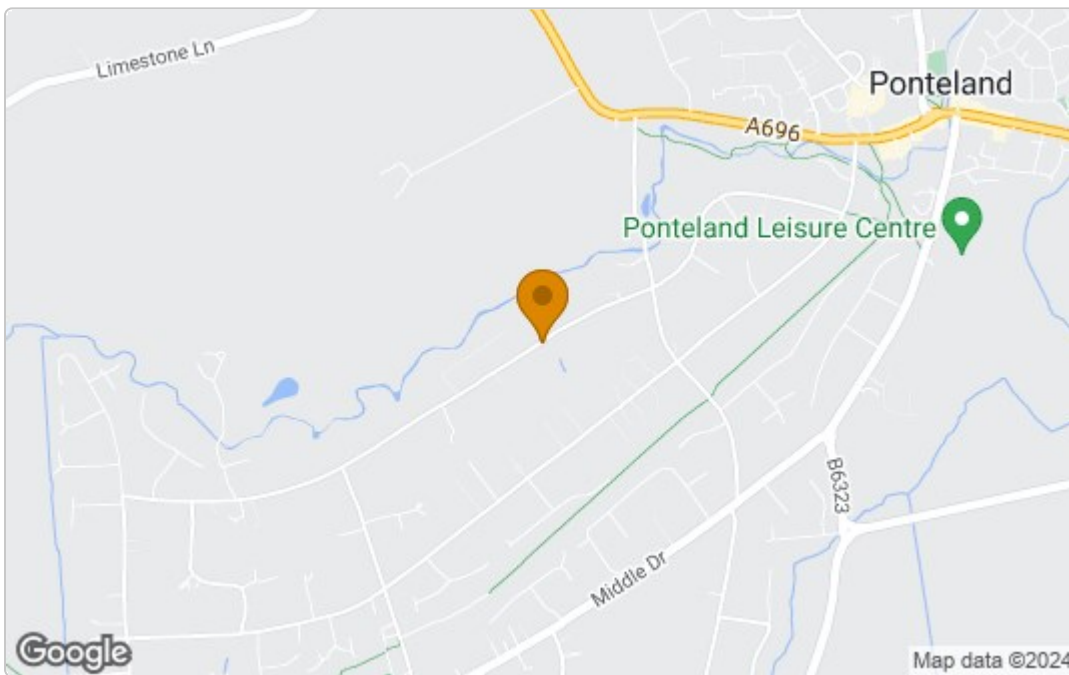 Limestone Ln
Ponteland
A696
Ponteland Leisure Centre
B6323
Middle Dr
Google
Map data ©2024